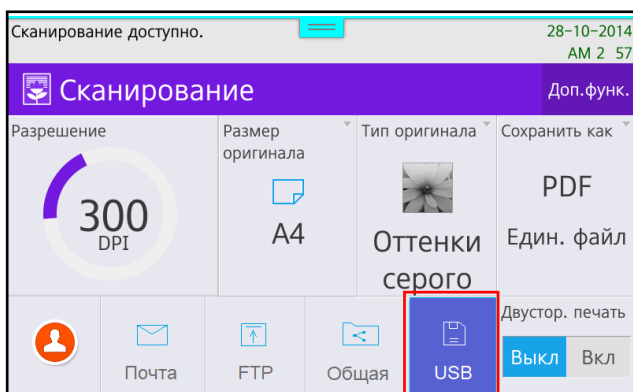 Сканирование доступно.
28-10-2014
AM 2 57
Сканирование
Доп.функ.
Разрешение
300
DPI
Размер
оригинала
A4
Тип оригинала
Оттенки
серого
Сохранить как
PDF
Един. файл
Почта
FTP
Общая
USB
Двустор. печать
Выкл
Вкл